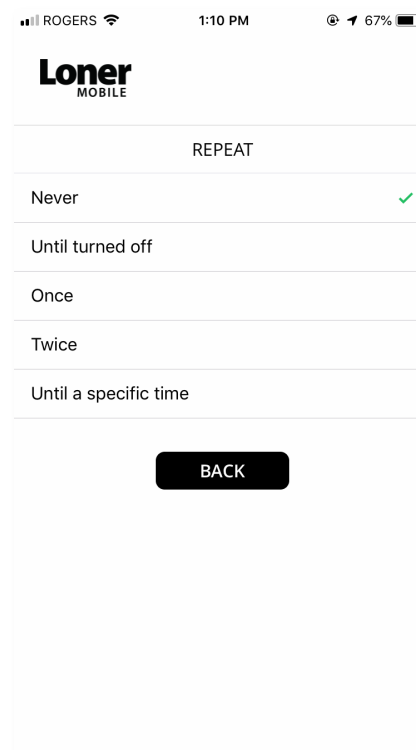 ROGERS 1:10 PM 67%
Loner
MOBILE
REPEAT
Never
Until turned off
Once
Twice
Until a specific time
BACK